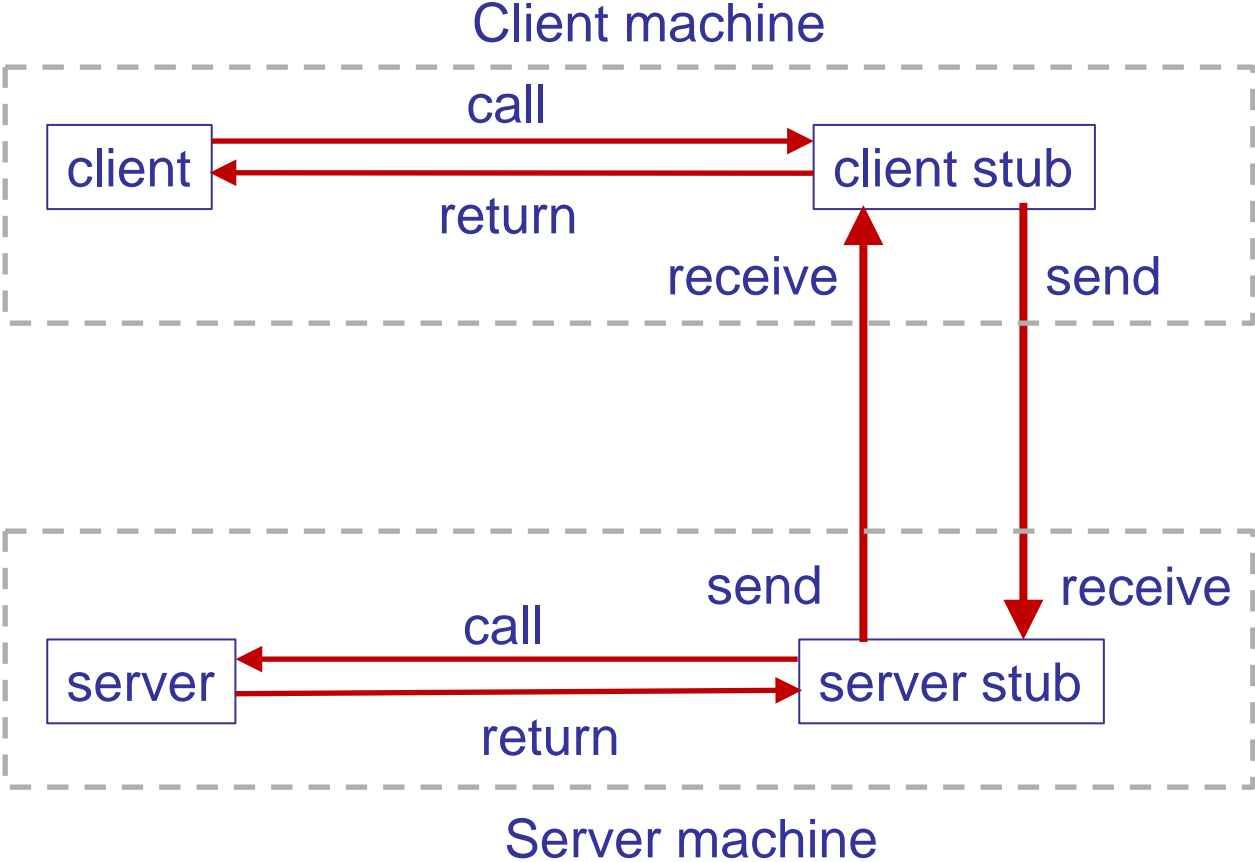 Client machine
call
client
client stub
return
receive
send
send
receive
call
server
server stub
return
Server machine